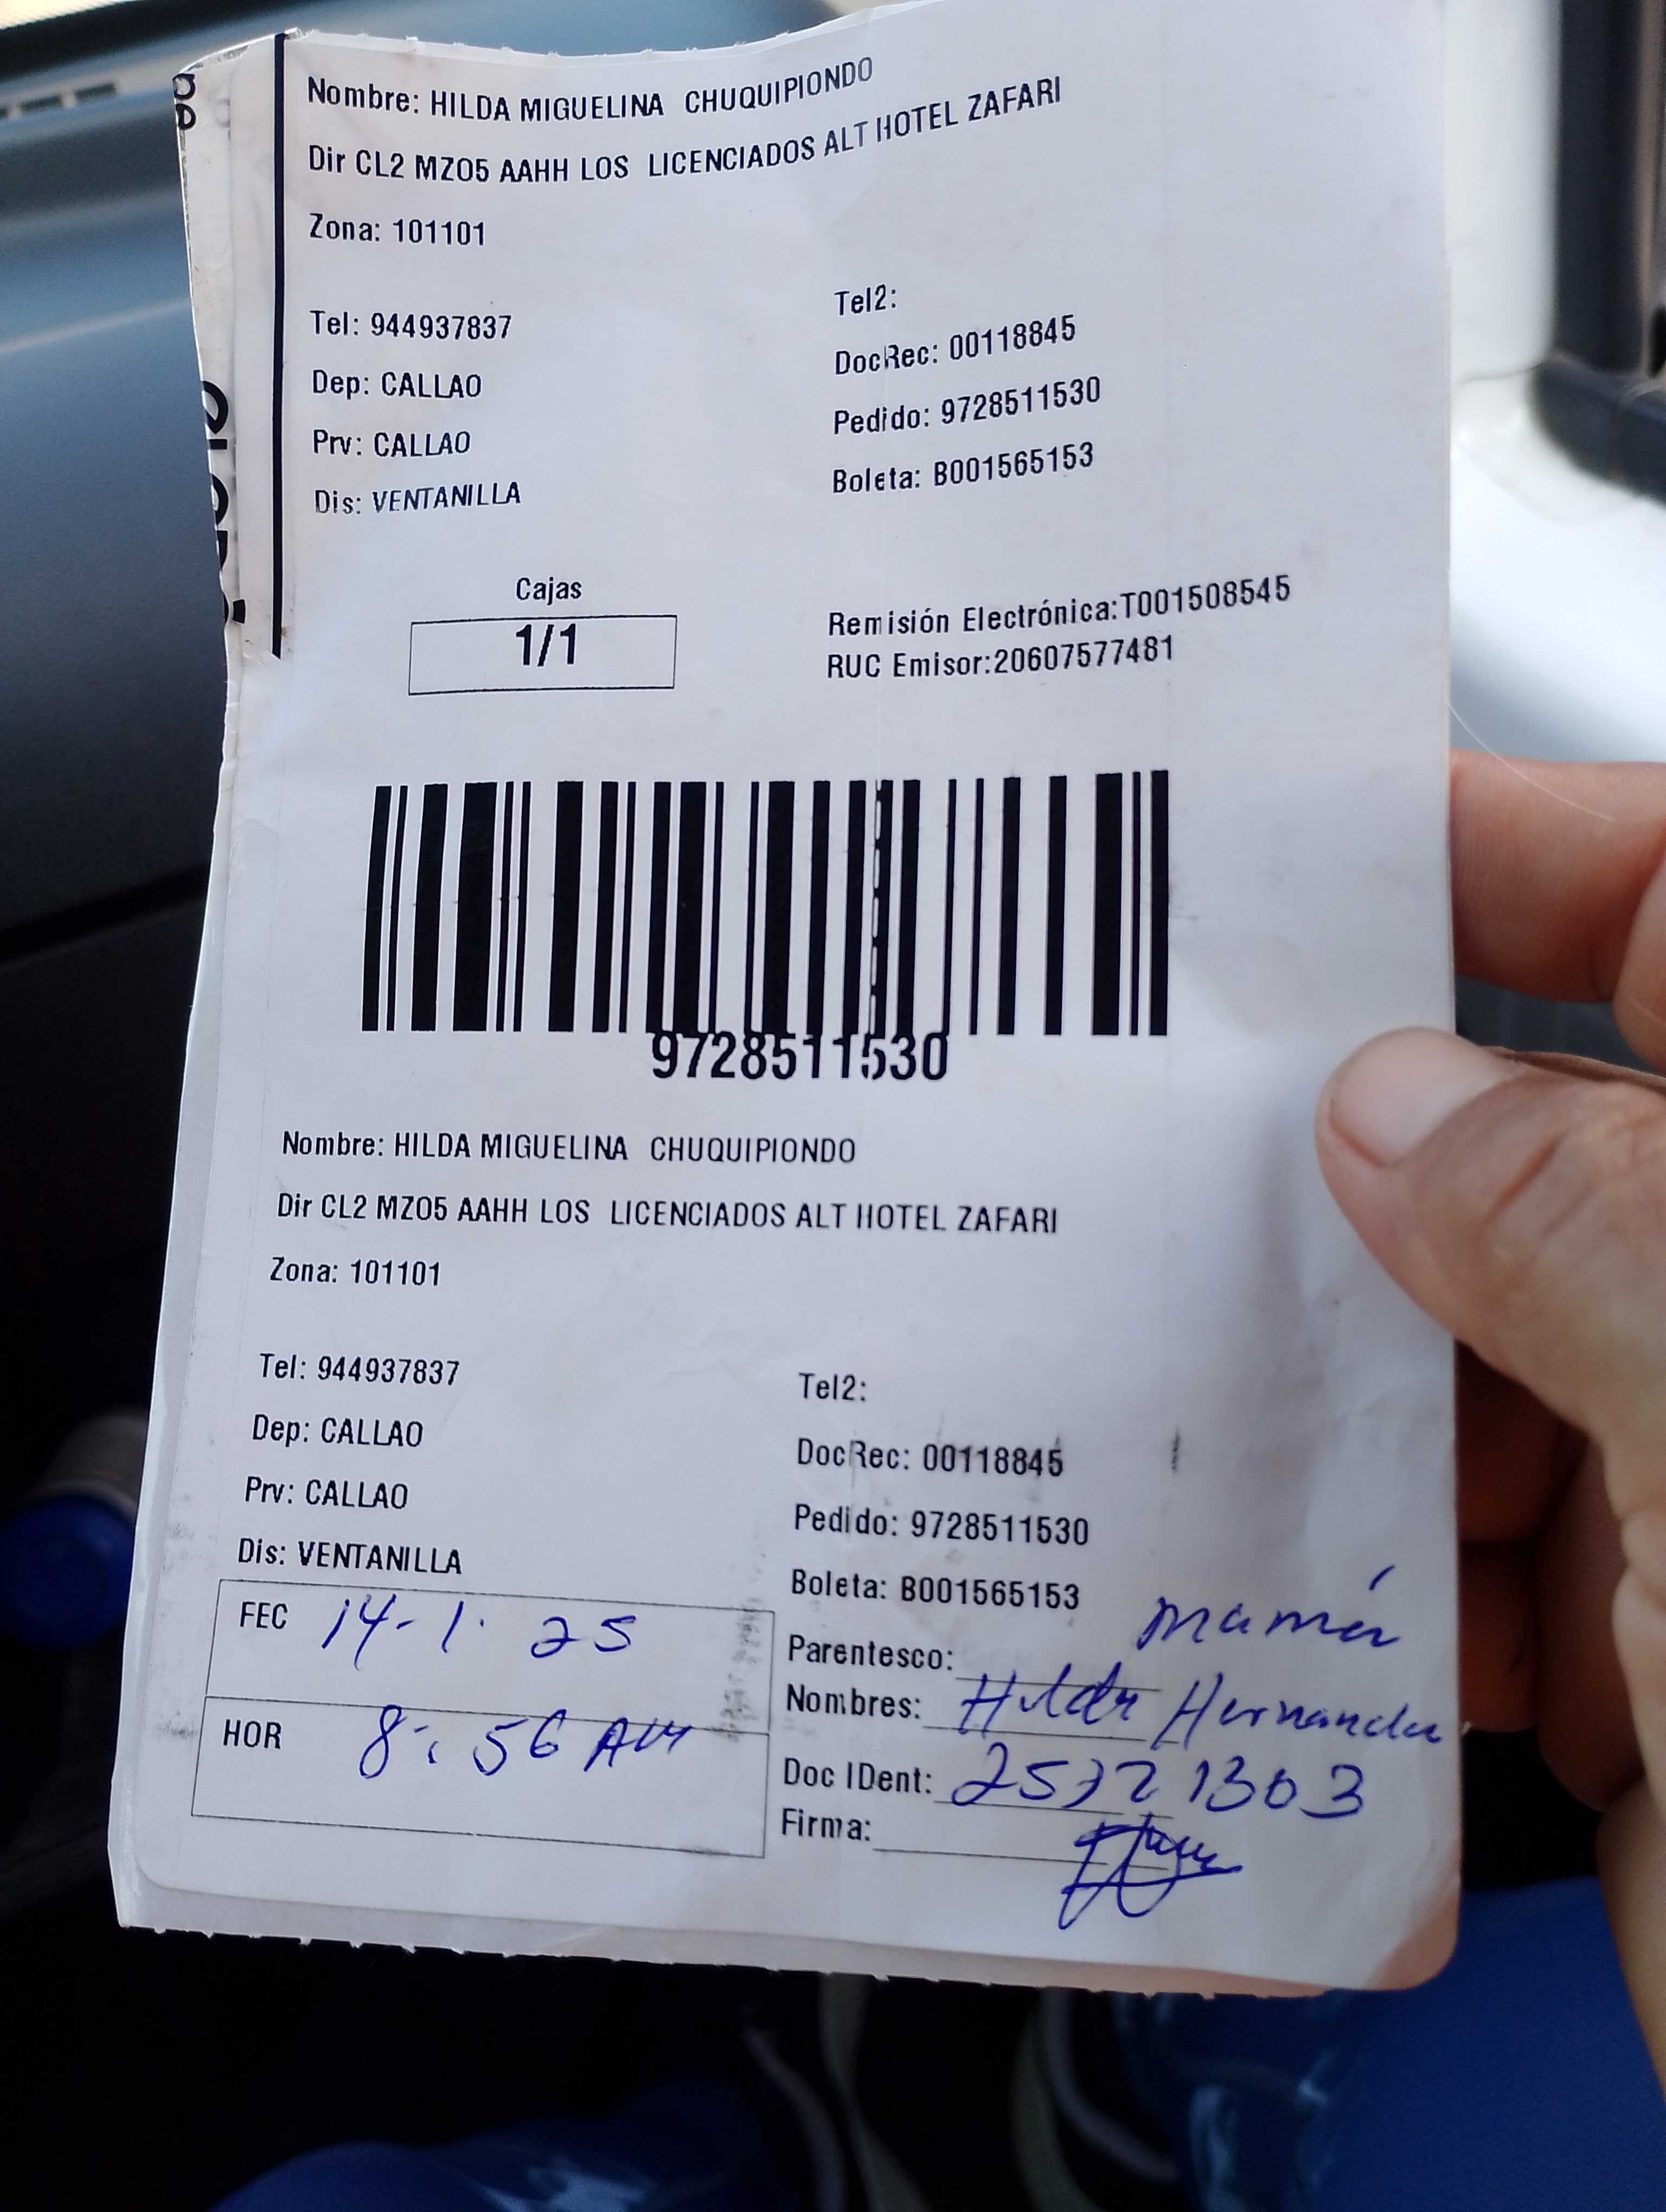 Nombre: HILDA MIGUELINA CHUQUIPIONDO
Dir CL2 MZO5 AAHH LOS LICENCIADOS ALT HOTEL ZAFARI
Zona: 101101
Tel: 944937837
Tel2:
Dep: CALLAO
DocRec: 00118845
Prv: CALLAO
Pedido: 9728511530
Dis: VENTANILLA
Boleta: B001565153
Cajas
1/1
Remisión Electrónica:T001508545
RUC Emisor:20607577481
9728511530
Nombre: HILDA MIGUELINA CHUQUIPIONDO
Dir CL2 MZO5 AAHH LOS LICENCIADOS ALT HOTEL ZAFARI
Zona: 101101
Tel: 944937837
Tel2:
Dep: CALLAO
DocRec: 00118845
Prv: CALLAO
Pedido: 9728511530
Dis: VENTANILLA
Boleta: B001565153
FEC 14-1.25
Parentesco: mamá
Nombres: Hilda
HOR 8:56 AM
Doc IDent:
Firma: